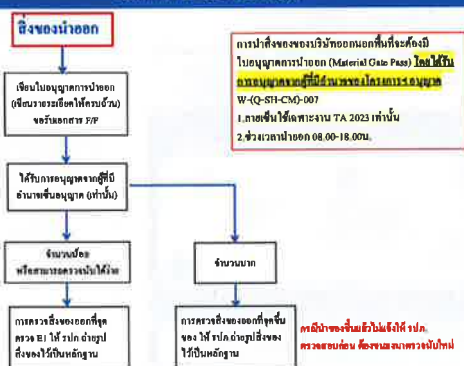 สิ่งของนำออก
การนำสิ่งของของบริษัทออกนอกพื้นที่จะต้องมี
ใบอนุญาตการนำออก (Material Gate Pass) โดยได้รับ
การอนุญาตจากผู้ที่มีอำนาจของโครงการฯ อนุญาต
W-(Q-SH-CM)-007
1.ลายเซ็นใช้เฉพาะงาน TA 2023 เท่านั้น
2.ช่วงเวลานำออก 08.00-18.00น.
เขียนใบอนุญาตการนำออก
(เขียนรายละเอียดให้ครบถ้วน)
ขอรับเอกสาร F/P
ได้รับการอนุญาตจากผู้ที่มี
อำนาจเซ็นอนุญาต (เท่านั้น)
จำนวนน้อย
หรือสามารถตรวจนับได้ง่าย
จำนวนมาก
การตรวจสิ่งของออกที่จุด
ตรวจ E1 ให้ รปภ ถ่ายรูป
สิ่งของไว้เป็นหลักฐาน
การตรวจสิ่งของออกที่จุดขึ้น
ของ ให้ รปภ ถ่ายรูปสิ่งของ
ไว้เป็นหลักฐาน
กรณีนำของขึ้นแล้วไม่แจ้งให้ รปภ.
ตรวจสอบก่อน ต้องขนลงมาตรวจนับใหม่